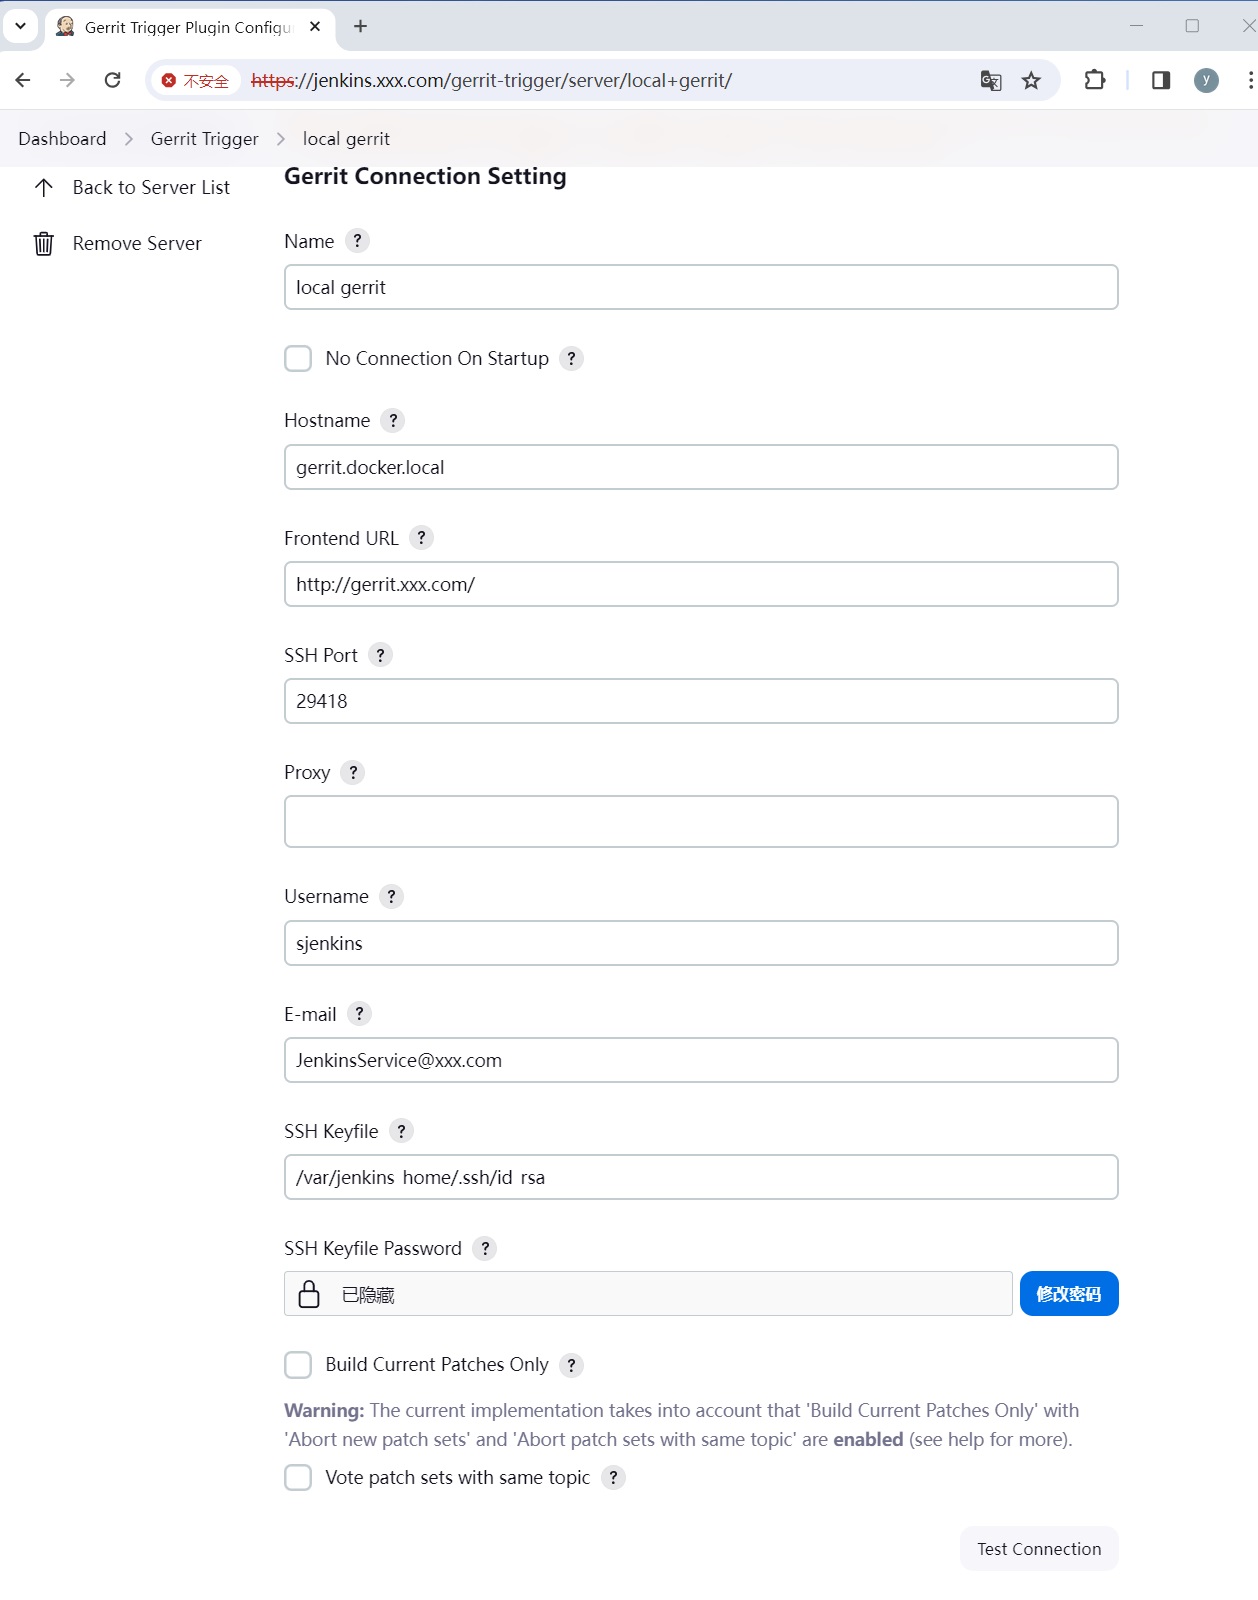 Gerrit Trigger Plugin Configu
不安全 https://jenkins.xxx.com/gerrit-trigger/server/local+gerrit/ y
Dashboard Gerrit Trigger local gerrit
Back to Server List
Remove Server
Gerrit Connection Setting
Name ?
local gerrit
No Connection On Startup ?
Hostname ?
gerrit.docker.local
Frontend URL ?
http://gerrit.xxx.com/
SSH Port ?
29418
Proxy ?
Username ?
sjenkins
E-mail ?
JenkinsService@xxx.com
SSH Keyfile ?
/var/jenkins_home/.ssh/id_rsa
SSH Keyfile Password ?
已隐藏 修改密码
Build Current Patches Only ?
Warning: The current implementation takes into account that 'Build Current Patches Only' with
'Abort new patch sets' and 'Abort patch sets with same topic' are enabled (see help for more).
Vote patch sets with same topic ?
Test Connection